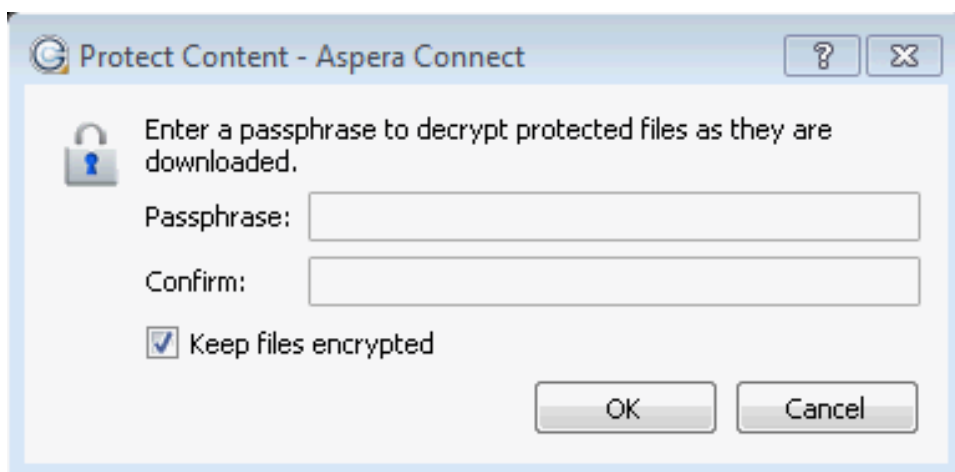 Protect Content - Aspera Connect
Enter a passphrase to decrypt protected files as they are
downloaded.
Passphrase:
Confirm:
Keep files encrypted
OK Cancel